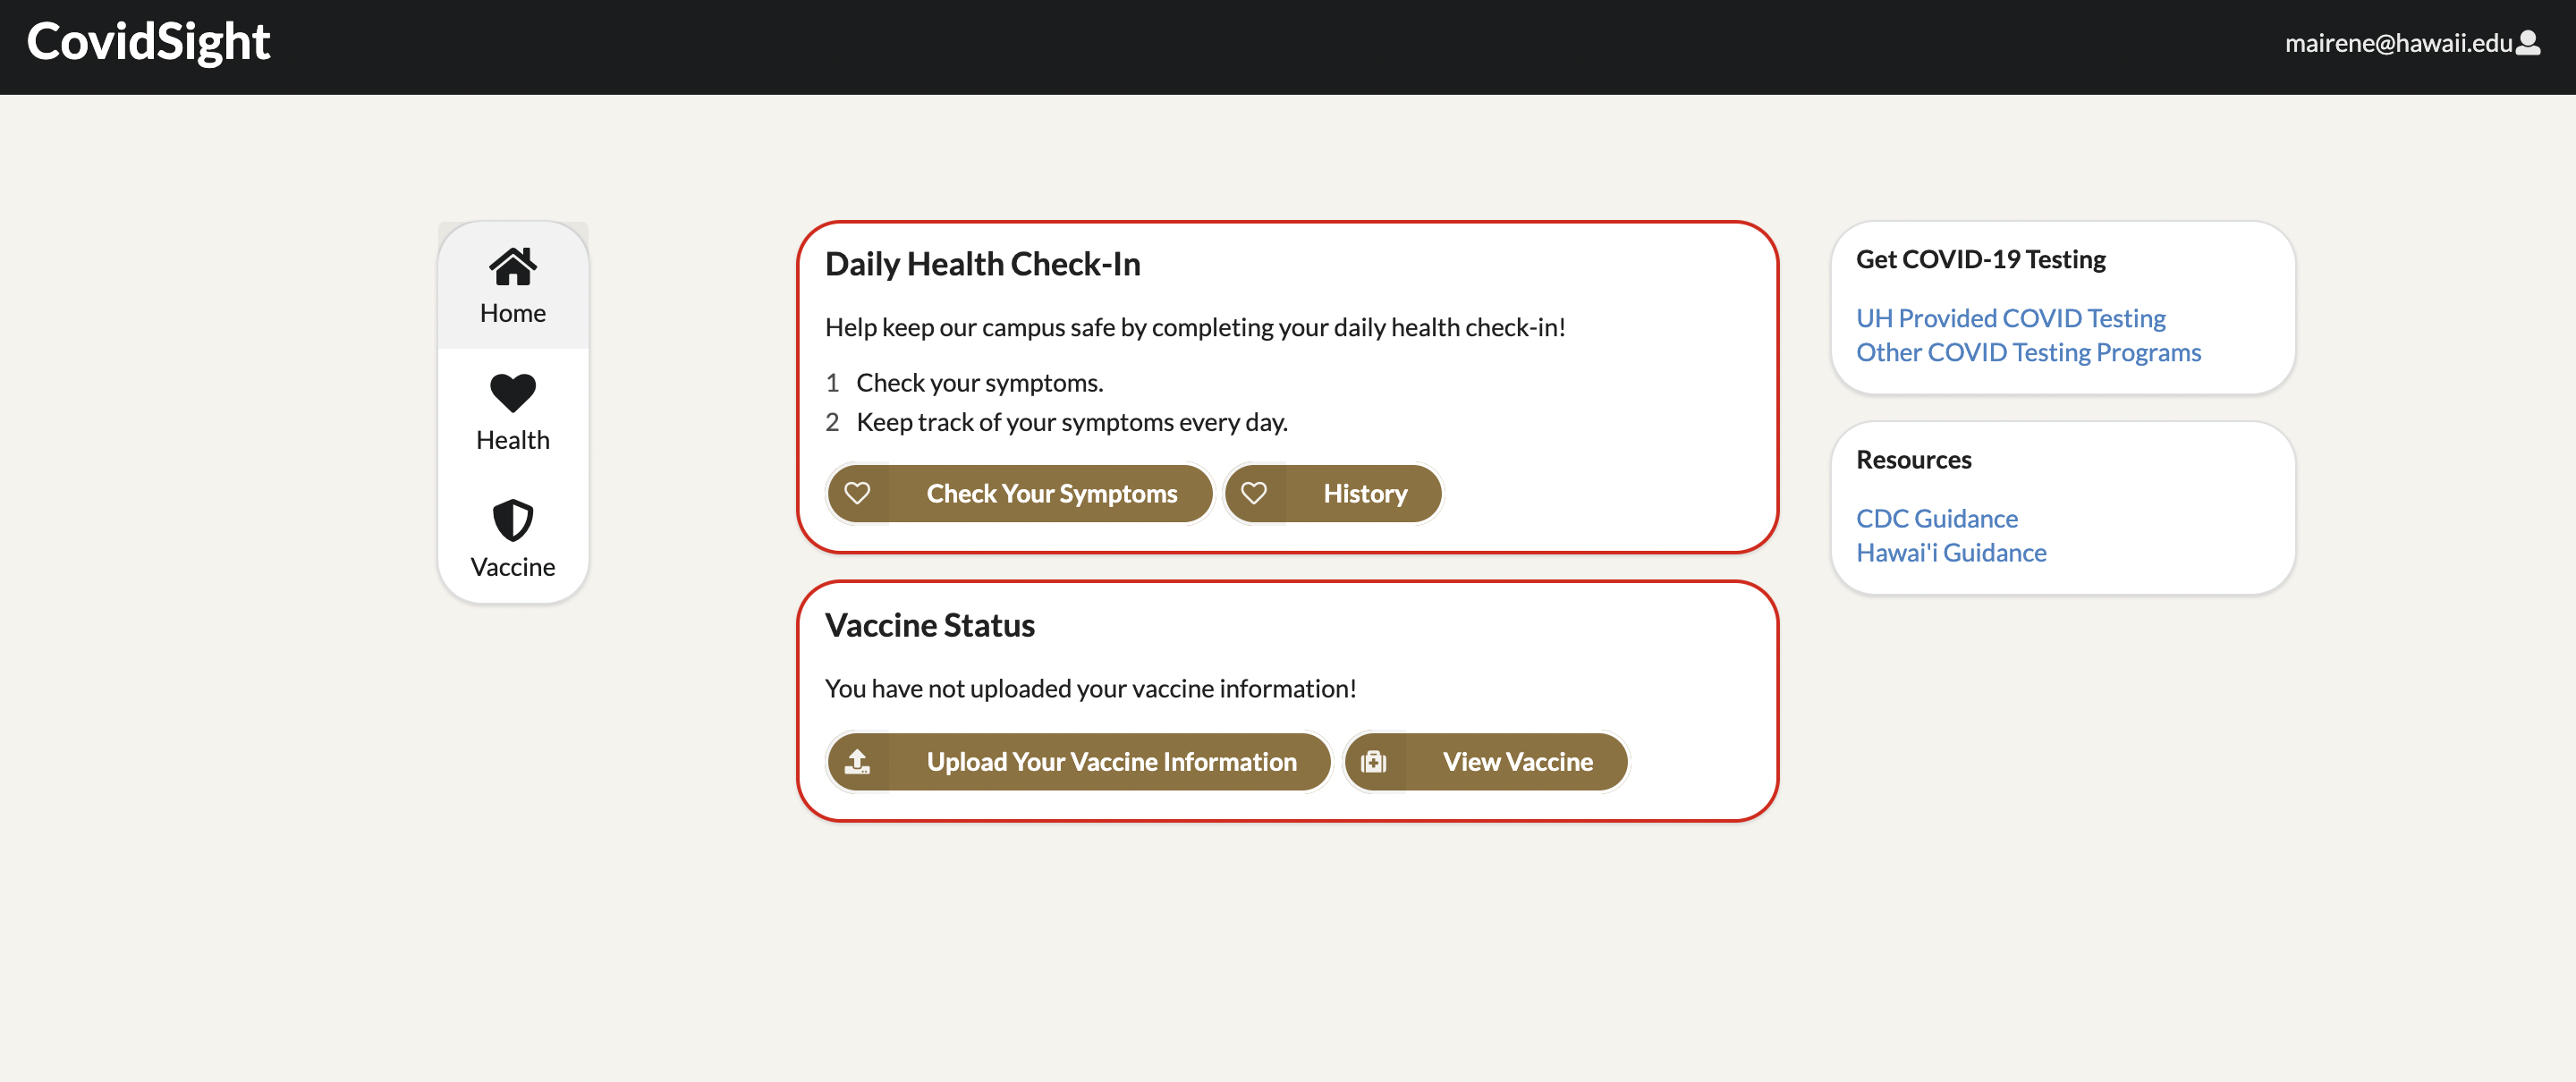 CovidSight
mairene@hawaii.edu
Home
Health
Vaccine
Daily Health Check-In
Help keep our campus safe by completing your daily health check-in!
1 Check your symptoms.
2 Keep track of your symptoms every day.
Check Your Symptoms
History
Vaccine Status
You have not uploaded your vaccine information!
Upload Your Vaccine Information
View Vaccine
Get COVID-19 Testing
UH Provided COVID Testing
Other COVID Testing Programs
Resources
CDC Guidance
Hawai'i Guidance